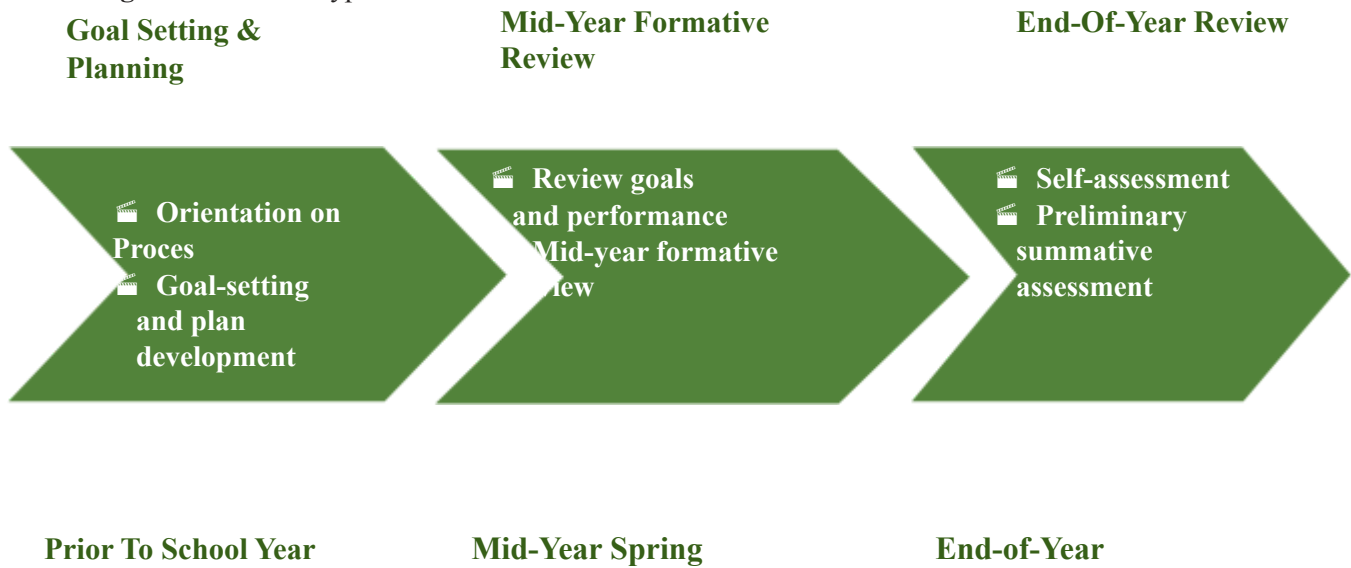 Goal Setting &
Planning
Mid-Year Formative
Review
End-Of-Year Review
Orientation on
Proces
Goal-setting
and plan
development
Review goals
and performance
Mid-year formative
Self-assessment
Preliminary
summative
assessment
Prior To School Year
Mid-Year Spring
End-of-Year